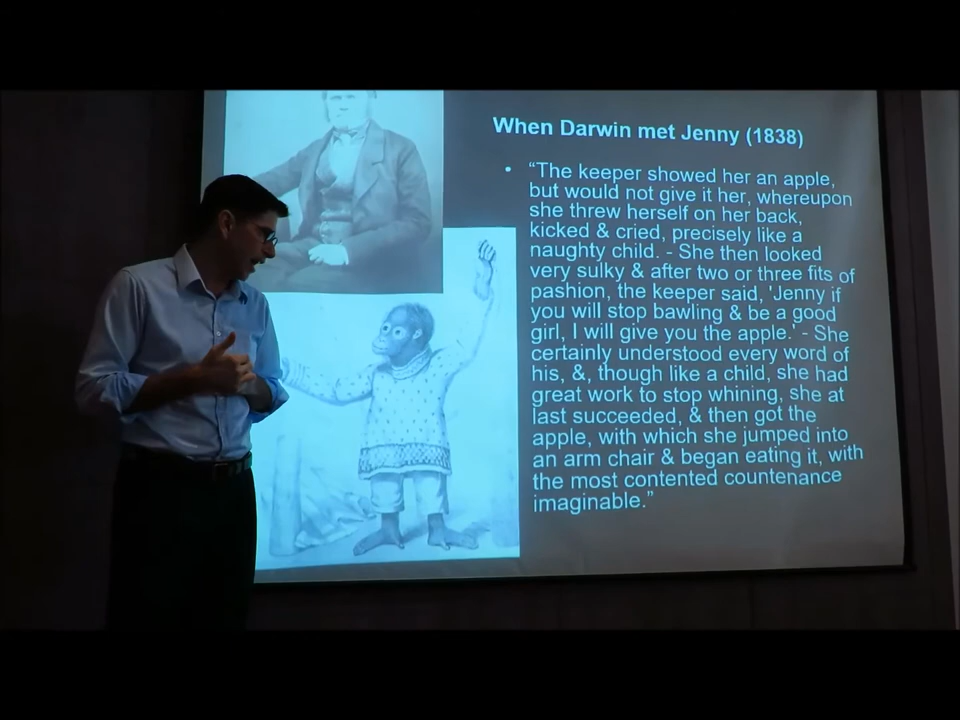 When Darwin met Jenny (1838)
• “The keeper showed her an apple,
but would not give it her, whereupon
she threw herself on her back,
kicked & cried, precisely like a
naughty child. - She then looked
very sulky & after two or three fits of
pashion, the keeper said, 'Jenny if
you will stop bawling & be a good
girl, I will give you the apple.' - She
certainly understood every word of
his, &, though like a child, she had
great work to stop whining, she at
last succeeded, & then got the
apple, with which she jumped into
an arm chair & began eating it, with
the most contented countenance
imaginable.”